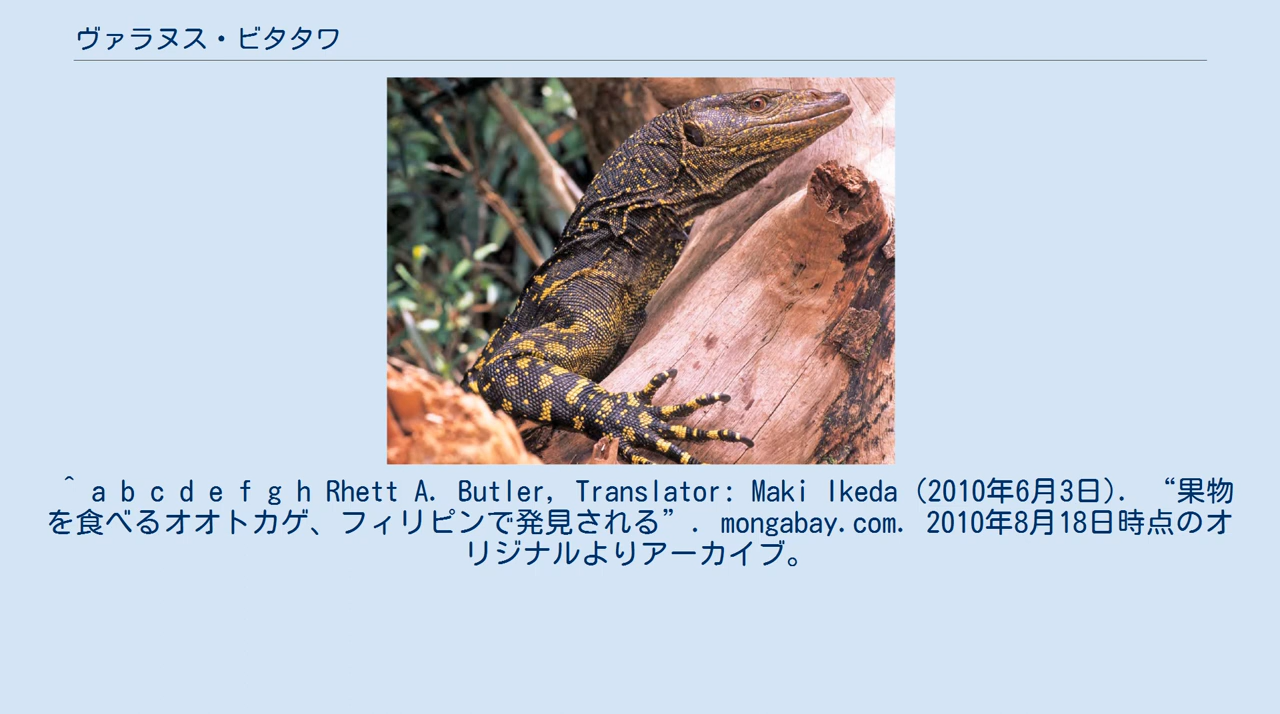 ヴァラヌス・ビタタワ
^ a b c d e f g h Rhett A. Butler, Translator: Maki Ikeda (2010年6月3日). “果物
を食べるオオトカゲ、フィリピンで発見される”. mongabay.com. 2010年8月18日時点のオ
リジナルよりアーカイブ。